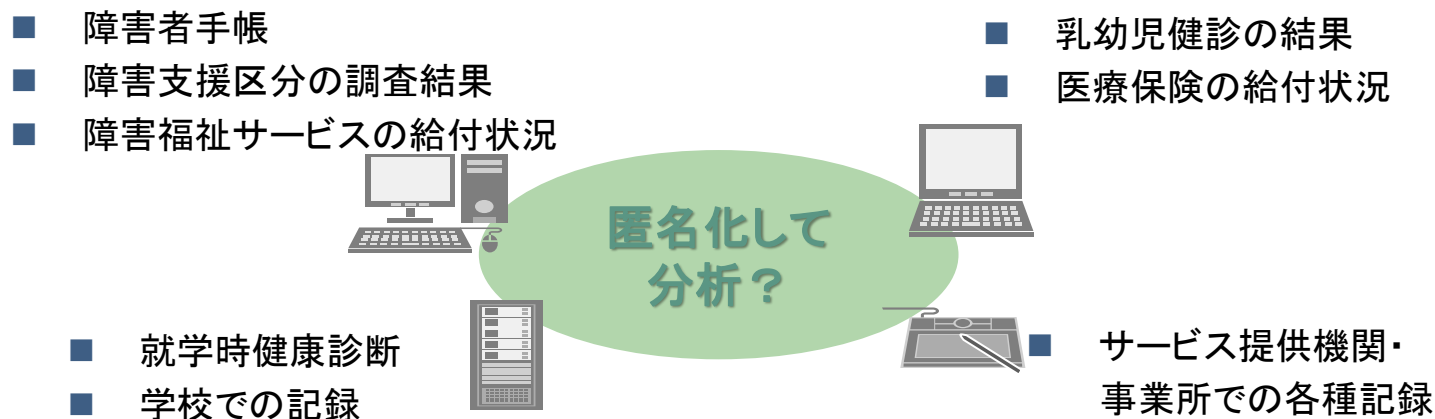 ■ 障害者手帳
■ 障害支援区分の調査結果
■ 障害福祉サービスの給付状況
■ 乳幼児健診の結果
■ 医療保険の給付状況
匿名化して
分析？
■ 就学時健康診断
■ 学校での記録
■ サービス提供機関・
事業所での各種記録